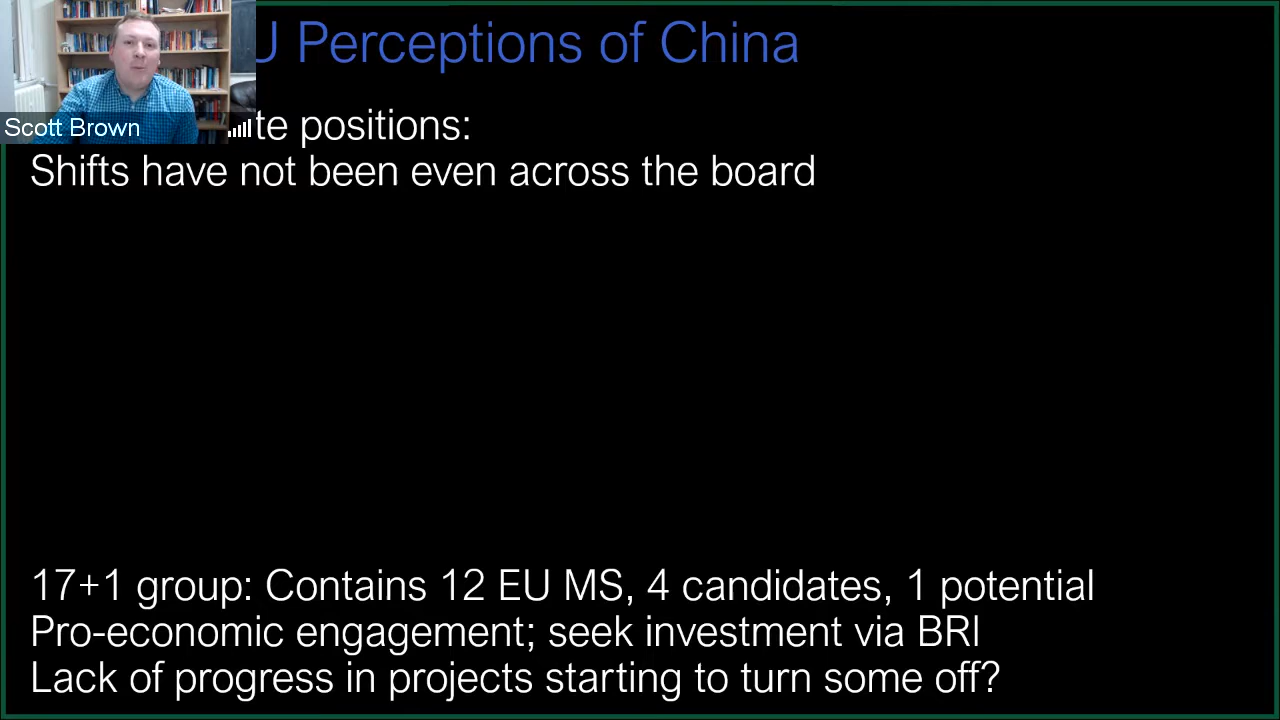 U Perceptions of China
Scott Brown
te positions:
Shifts have not been even across the board
17+1 group: Contains 12 EU MS, 4 candidates, 1 potential
Pro-economic engagement; seek investment via BRI
Lack of progress in projects starting to turn some off?